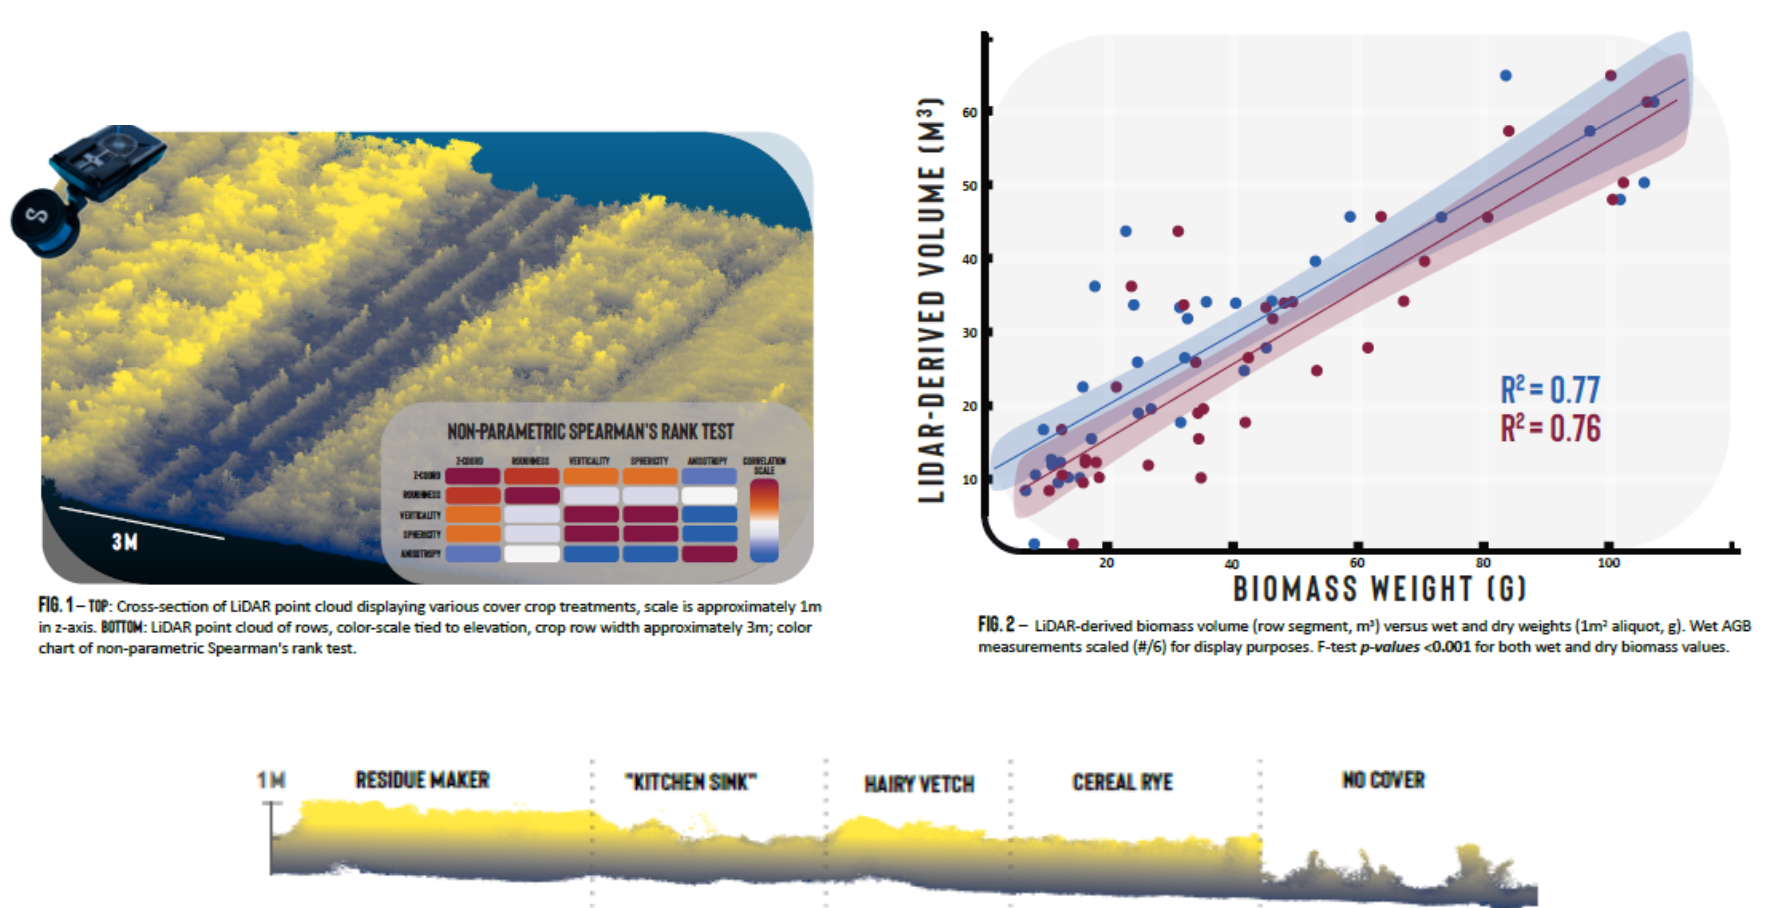 S
NON-PARAMETRIC SPEARMAN'S RANK TEST
Z-COORD ROUGHNESS VERTICALITY SPHERICITY ANISOTROPY CORRELATION
SCALE
Z-COORD
ROUGHNESS
VERTICALITY
SPHERICITY
ANISOTROPY
3M
FIG. 1 – TOP: Cross-section of LiDAR point cloud displaying various cover crop treatments, scale is approximately 1m
in z-axis. BOTTOM: LiDAR point cloud of rows, color-scale tied to elevation, crop row width approximately 3m; color
chart of non-parametric Spearman's rank test.
LIDAR-DERIVED VOLUME (M³)
60
50
40
30
20
10
R² = 0.77
R² = 0.76
20 40 60 80 100
BIOMASS WEIGHT (G)
FIG. 2 – LiDAR-derived biomass volume (row segment, m³) versus wet and dry weights (1m² aliquot, g). Wet AGB
measurements scaled (#/6) for display purposes. F-test p-values <0.001 for both wet and dry biomass values.
1M RESIDUE MAKER "KITCHEN SINK" HAIRY VETCH CEREAL RYE NO COVER